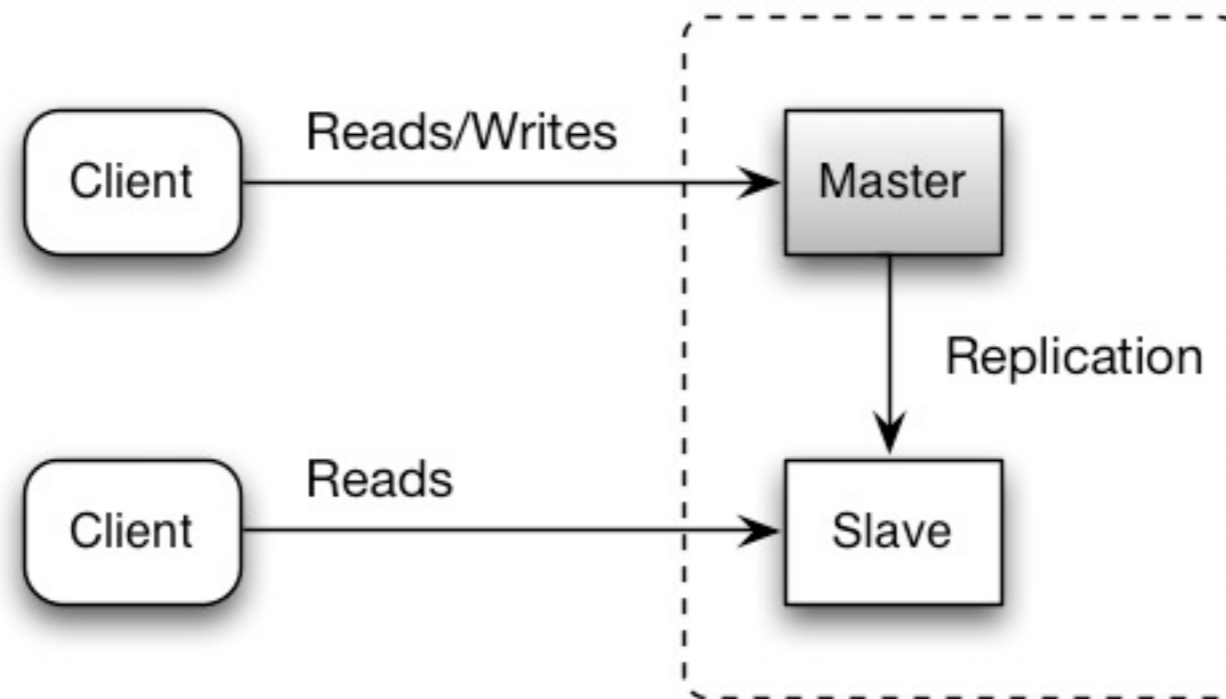 Client
Reads/Writes
Master
Replication
Client
Reads
Slave